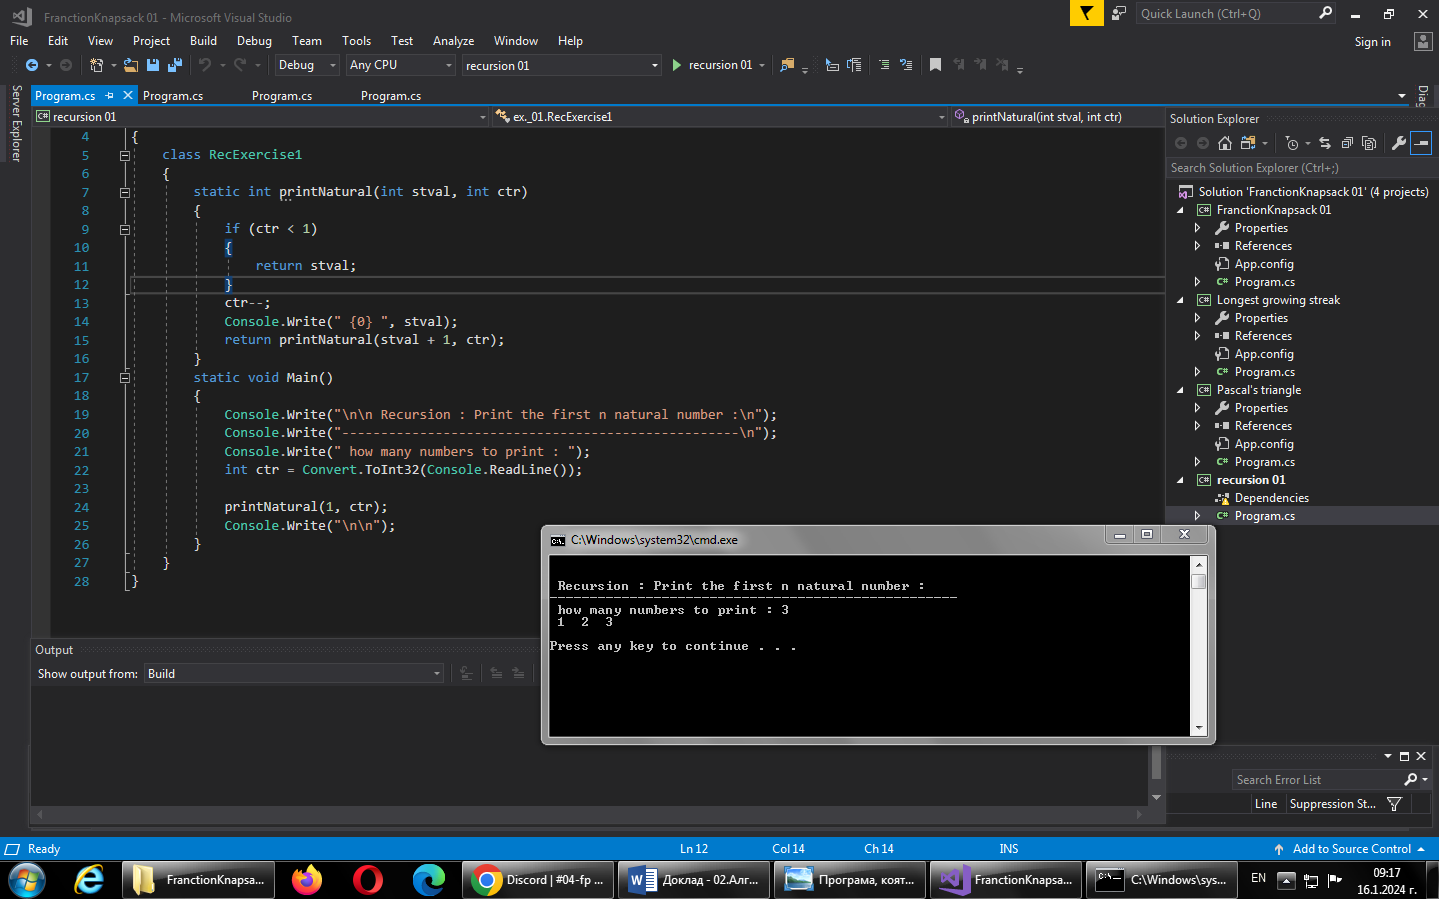 FranctionKnapsack 01 - Microsoft Visual Studio
Quick Launch (Ctrl+Q)
File Edit View Project Build Debug Team Tools Test Analyze Window Help
Sign in
Debug Any CPU recursion 01 recursion 01
Server Explorer
Program.cs Program.cs Program.cs Program.cs
recursion 01 ex._01.RecExercise1 printNatural(int stval, int ctr)
4 {
5 class RecExercise1
6 {
7 static int printNatural(int stval, int ctr)
8 {
9 if (ctr < 1)
10 {
11 return stval;
12 }
13 ctr--;
14 Console.Write(" {0} ", stval);
15 return printNatural(stval + 1, ctr);
16 }
17 static void Main()
18 {
19 Console.Write("\n\n Recursion : Print the first n natural number :\n");
20 Console.Write("---------------------------------------------------\n");
21 Console.Write(" how many numbers to print : ");
22 int ctr = Convert.ToInt32(Console.ReadLine());
23
24 printNatural(1, ctr);
25 Console.Write("\n\n");
26 }
27 }
28 }
Diag
Solution Explorer
Search Solution Explorer (Ctrl+;)
Solution 'FranctionKnapsack 01' (4 projects)
FranctionKnapsack 01
Properties
References
App.config
Program.cs
Longest growing streak
Properties
References
App.config
Program.cs
Pascal's triangle
Properties
References
App.config
Program.cs
recursion 01
Dependencies
Program.cs
C:\Windows\system32\cmd.exe
Recursion : Print the first n natural number :
---------------------------------------------------
how many numbers to print : 3
1 2 3
Press any key to continue . . .
Output
Show output from: Build
Search Error List
Line Suppression St...
Ready Ln 12 Col 14 Ch 14 INS Add to Source Control
FranctionKnapsa...
Discord | #04-fp ...
Доклад - 02.Алг...
Програма, коят...
FranctionKnapsa...
C:\Windows\sys...
EN
09:17
16.1.2024 г.